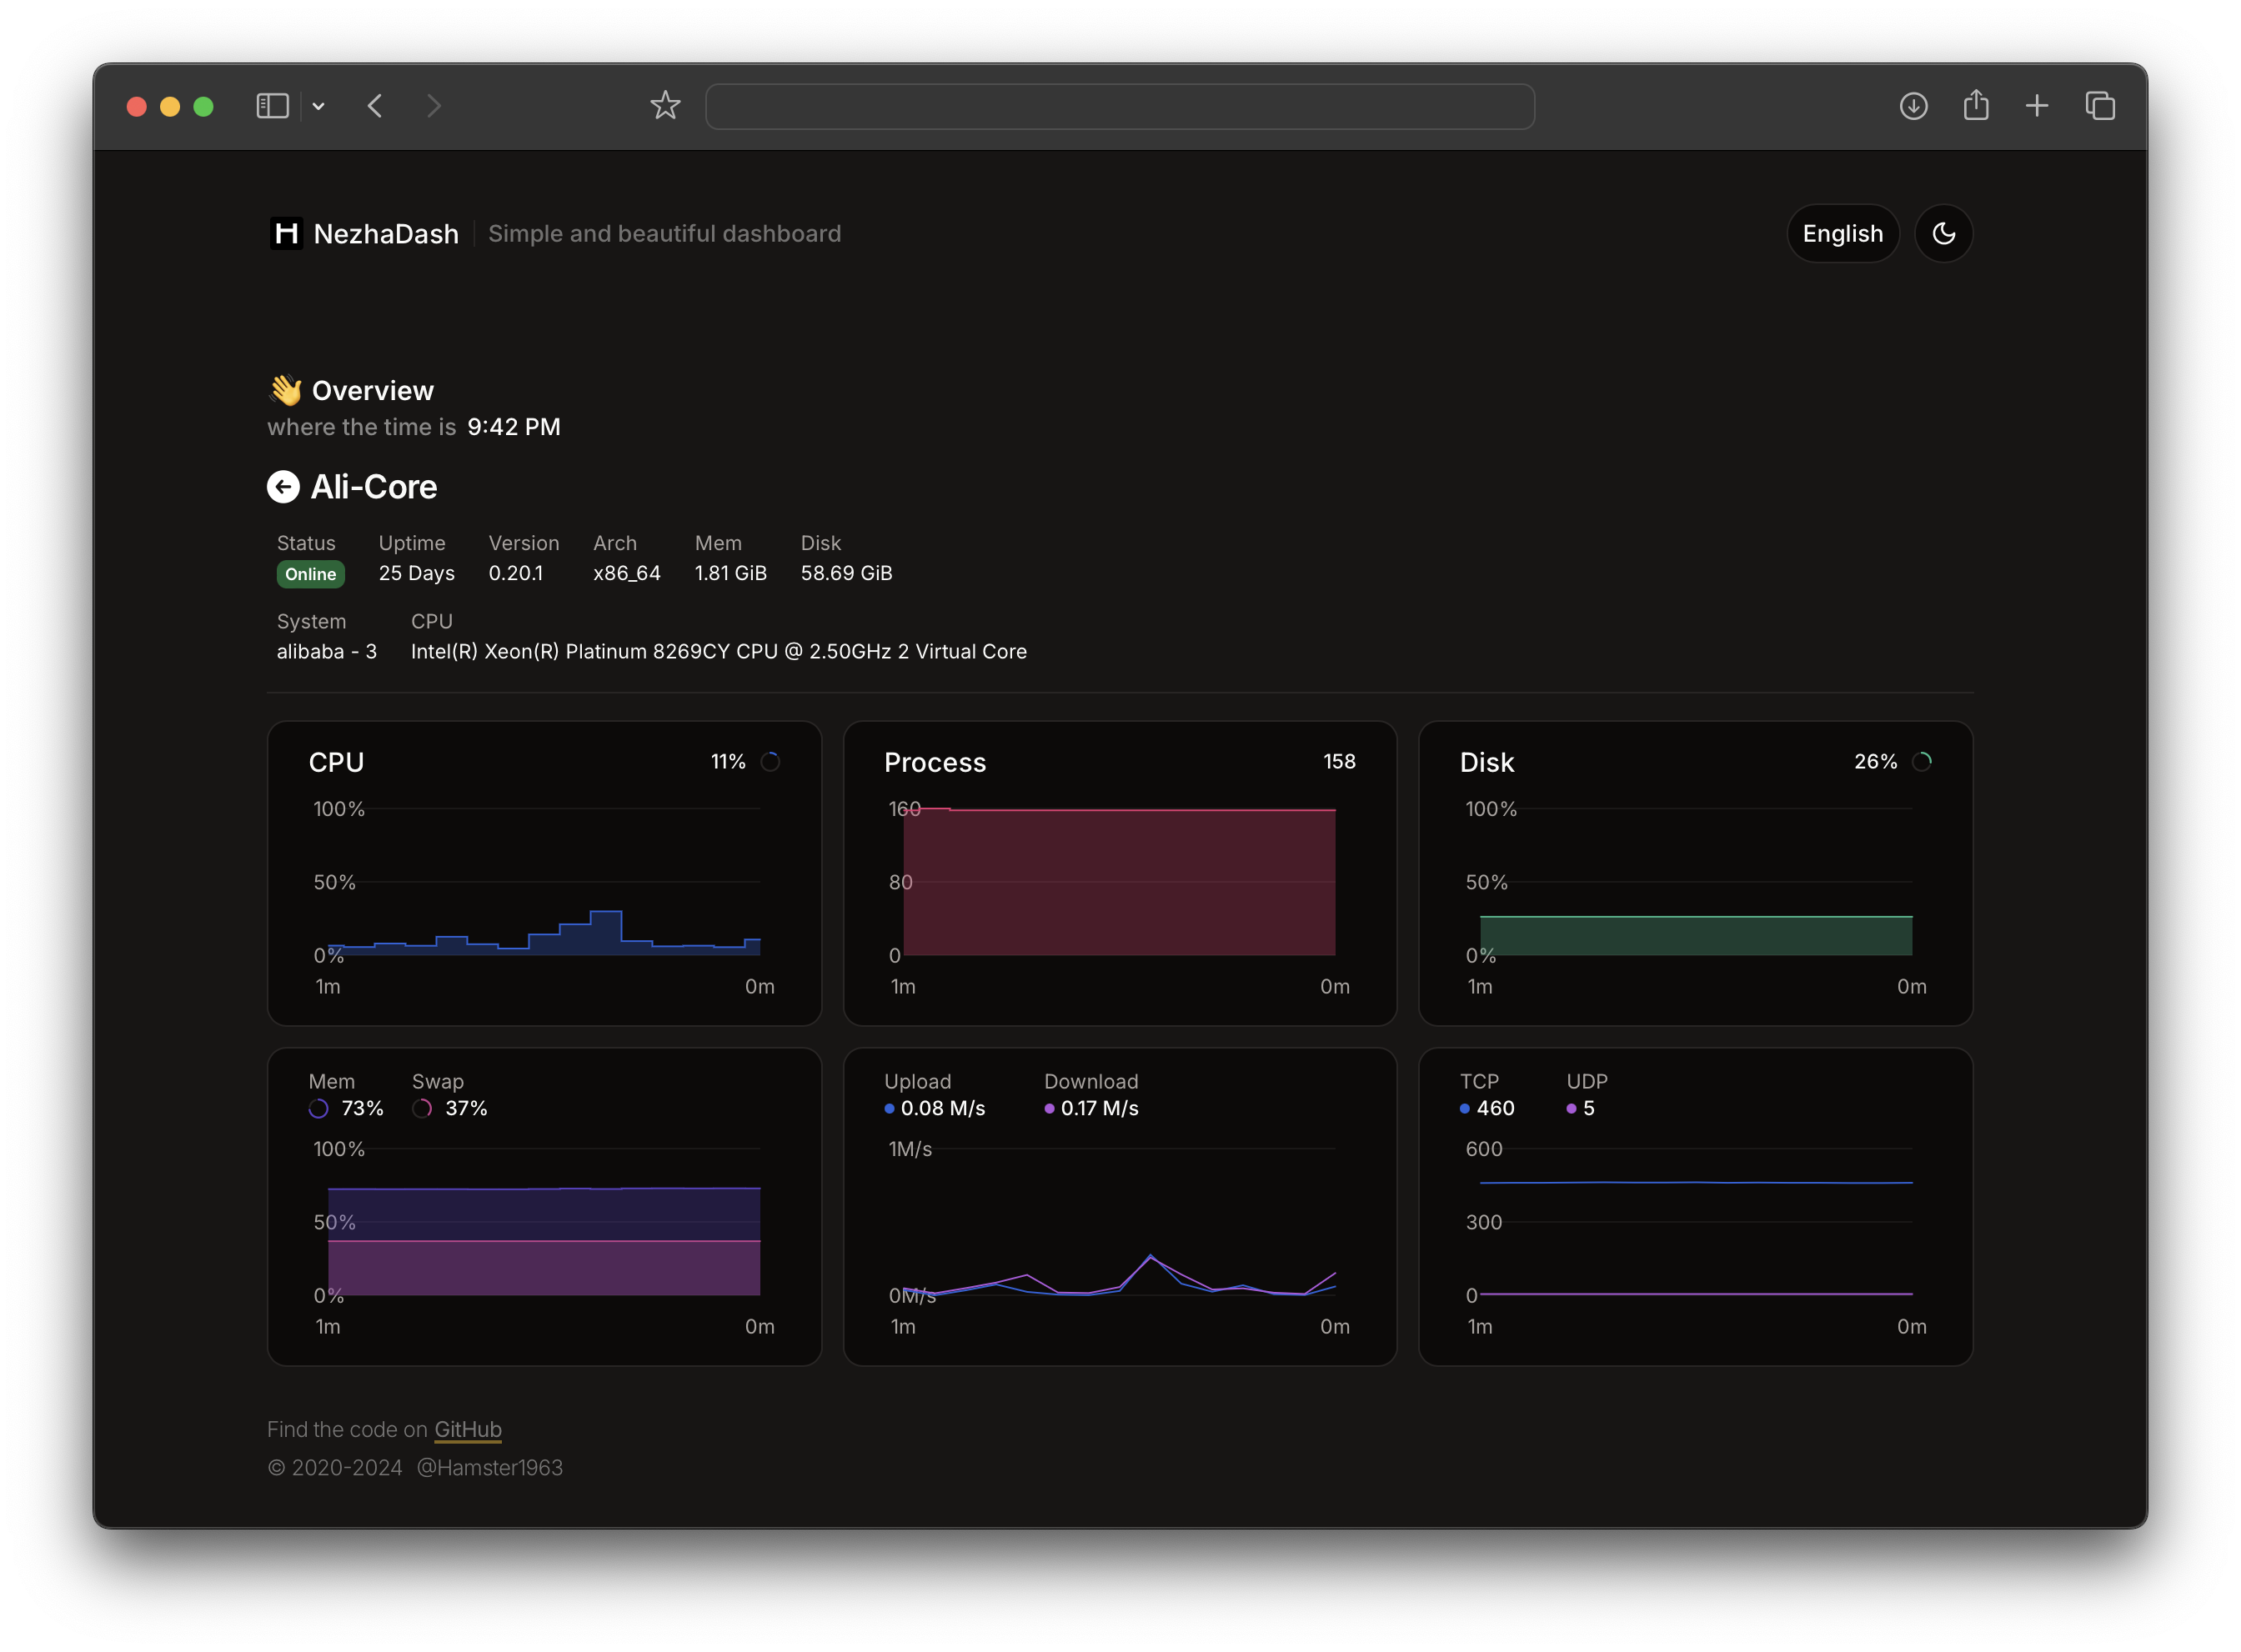 NezhaDash Simple and beautiful dashboard English
👋 Overview
where the time is 9:42 PM
Ali-Core
Status Uptime Version Arch Mem Disk
Online 25 Days 0.20.1 x86_64 1.81 GiB 58.69 GiB
System CPU
alibaba - 3 Intel(R) Xeon(R) Platinum 8269CY CPU @ 2.50GHz 2 Virtual Core
CPU 11%
100%
50%
0%
1m 0m
Process 158
160
80
0
1m 0m
Disk 26%
100%
50%
0%
1m 0m
Mem Swap
73% 37%
100%
50%
0%
1m 0m
Upload Download
0.08 M/s 0.17 M/s
1M/s
0M/s
1m 0m
TCP UDP
460 5
600
300
0
1m 0m
Find the code on GitHub
© 2020-2024 @Hamster1963